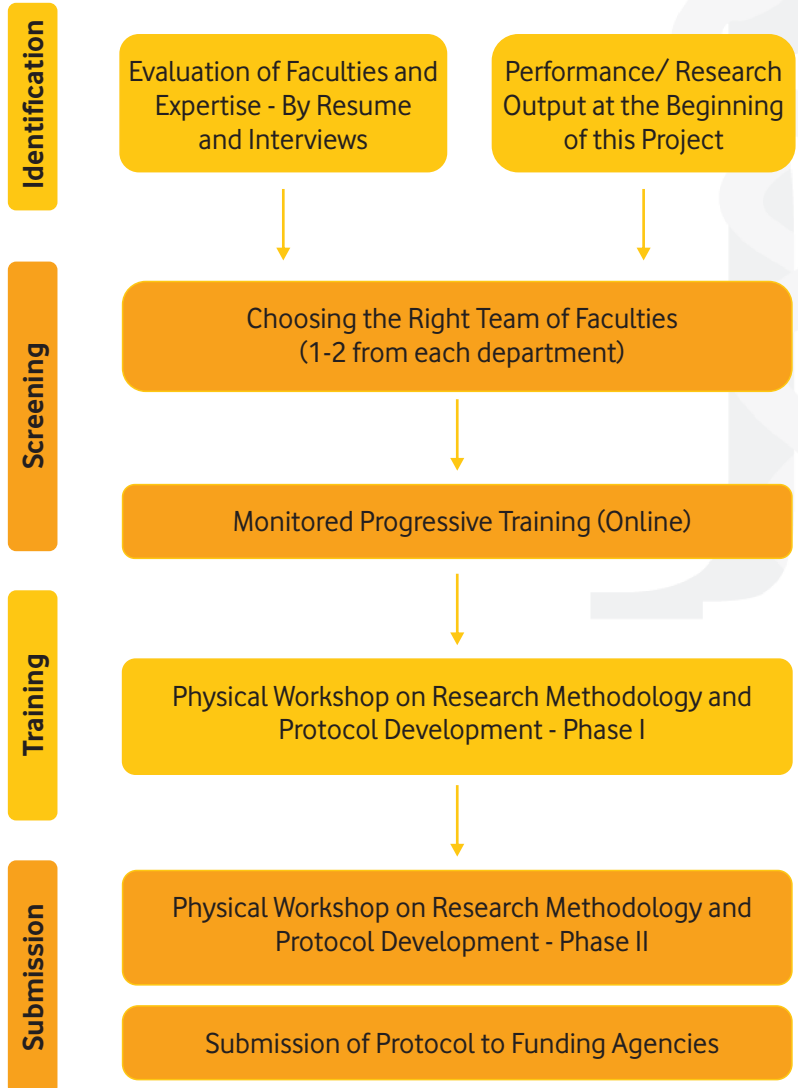 Identification
Evaluation of Faculties and
Expertise - By Resume
and Interviews
Performance/ Research
Output at the Beginning
of this Project
Screening
Choosing the Right Team of Faculties
(1-2 from each department)
Monitored Progressive Training (Online)
Training
Physical Workshop on Research Methodology and
Protocol Development - Phase I
Submission
Physical Workshop on Research Methodology and
Protocol Development - Phase II
Submission of Protocol to Funding Agencies